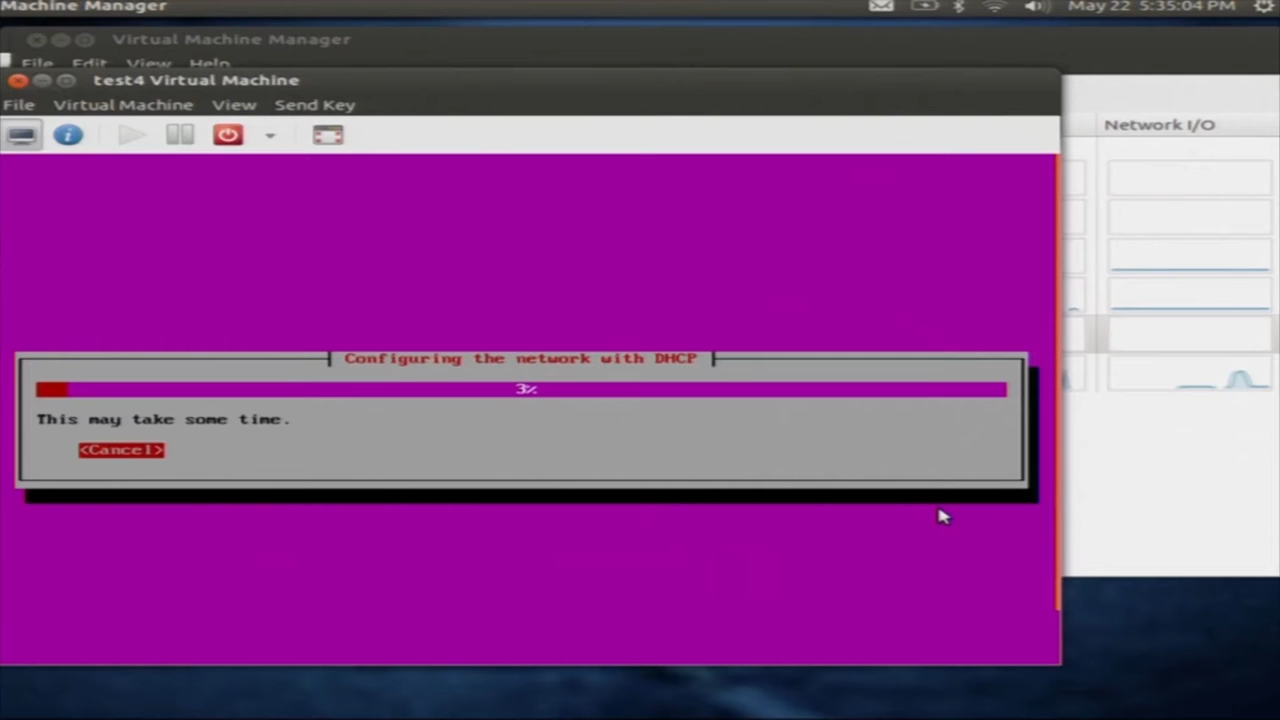 Machine Manager
May 22 5:35:04 PM
Virtual Machine Manager
File Edit View Help
test4 Virtual Machine
File Virtual Machine View Send Key
Network I/O
Configuring the network with DHCP
3%
This may take some time.
<Cancel>